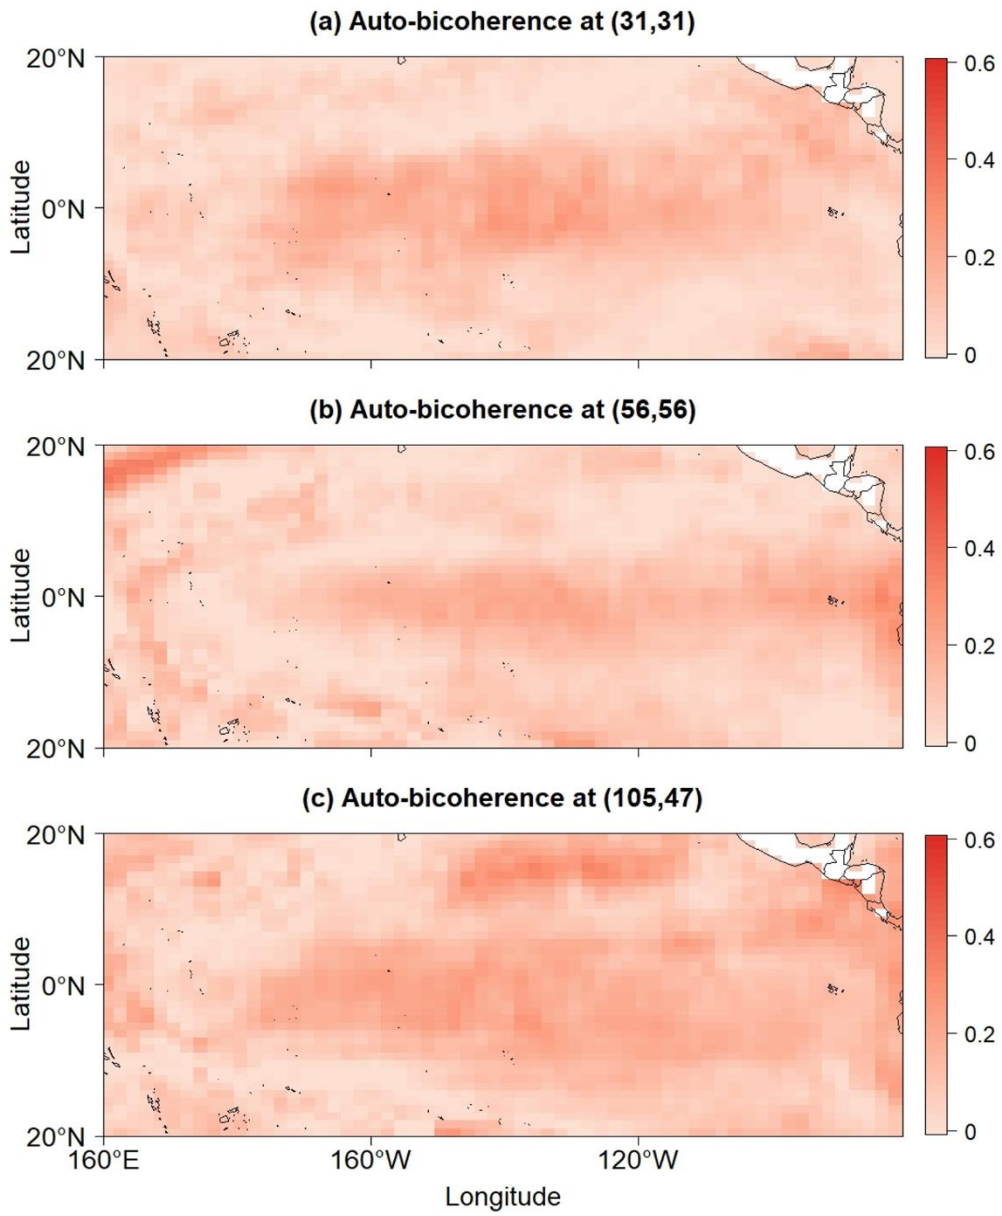 (a) Auto-bicoherence at (31,31)
20°N
0°N
20°N
Latitude
0.6
0.4
0.2
0
(b) Auto-bicoherence at (56,56)
20°N
0°N
20°N
Latitude
0.6
0.4
0.2
0
(c) Auto-bicoherence at (105,47)
20°N
0°N
20°N
Latitude
0.6
0.4
0.2
0
160°E 160°W 120°W
Longitude